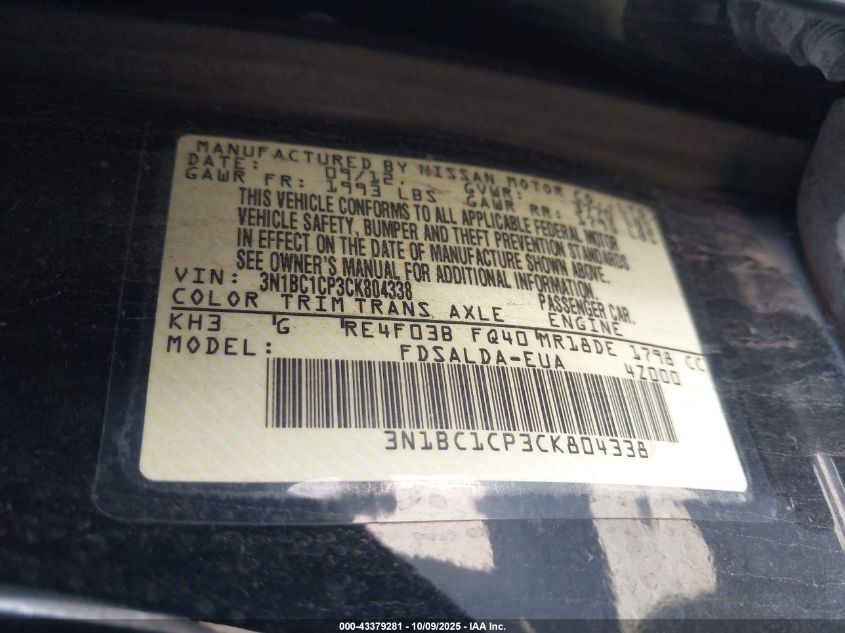 MANUFACTURED BY NISSAN MOTOR CO.,
DATE: 09/12 GVWR:
GAWR FR: 1993 LBS GAWR RR: LBS
THIS VEHICLE CONFORMS TO ALL APPLICABLE FEDERAL MOTOR
VEHICLE SAFETY, BUMPER AND THEFT PREVENTION STANDARDS
IN EFFECT ON THE DATE OF MANUFACTURE SHOWN ABOVE.
SEE OWNER'S MANUAL FOR ADDITIONAL INFORMATION.
VIN: 3N1BC1CP3CK804338 PASSENGER CAR.
COLOR TRIM TRANS. AXLE ENGINE
KH3 G RE4F03B FQ40 MR18DE 1798 CC
MODEL: FDSALDA-EUA 4Z000
3N1BC1CP3CK804338
000-43379281 - 10/09/2025 - IAA Inc.